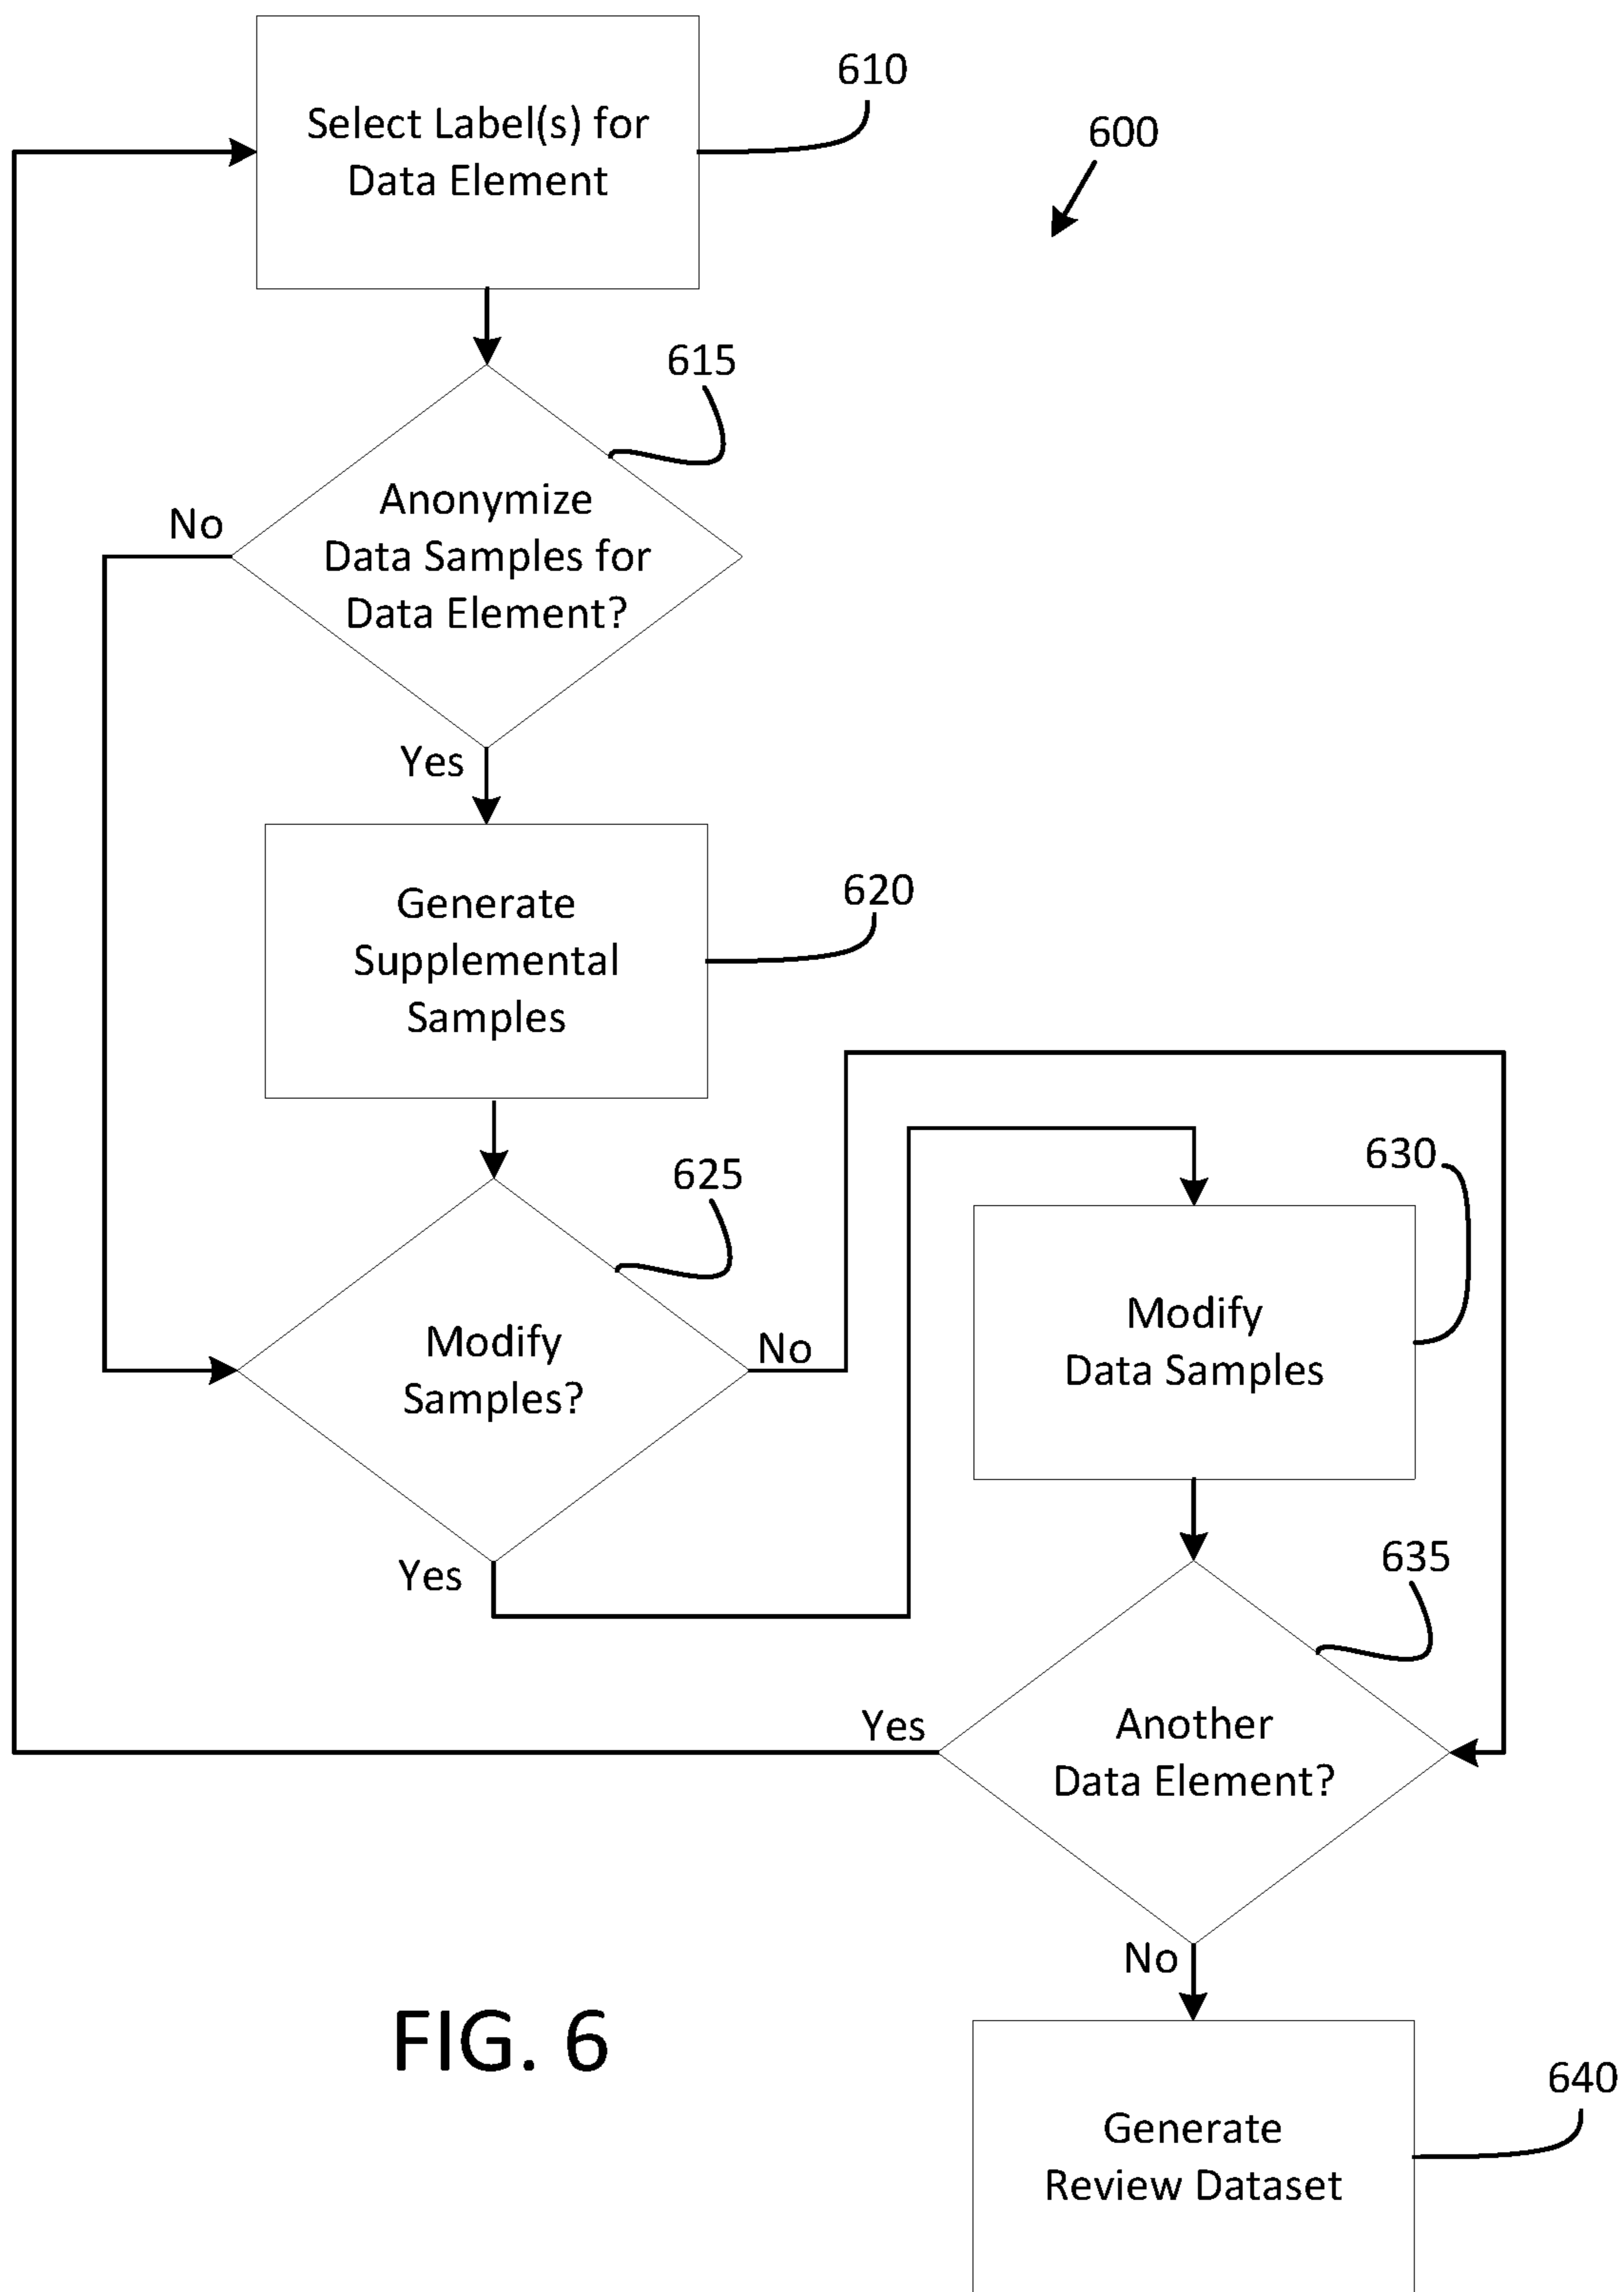 610
Select Label(s) for
Data Element
600
615
Anonymize
Data Samples for
Data Element?
No
Yes
620
Generate
Supplemental
Samples
625
Modify
Samples?
No
Yes
630
Modify
Data Samples
635
Another
Data Element?
Yes
No
FIG. 6
640
Generate
Review Dataset